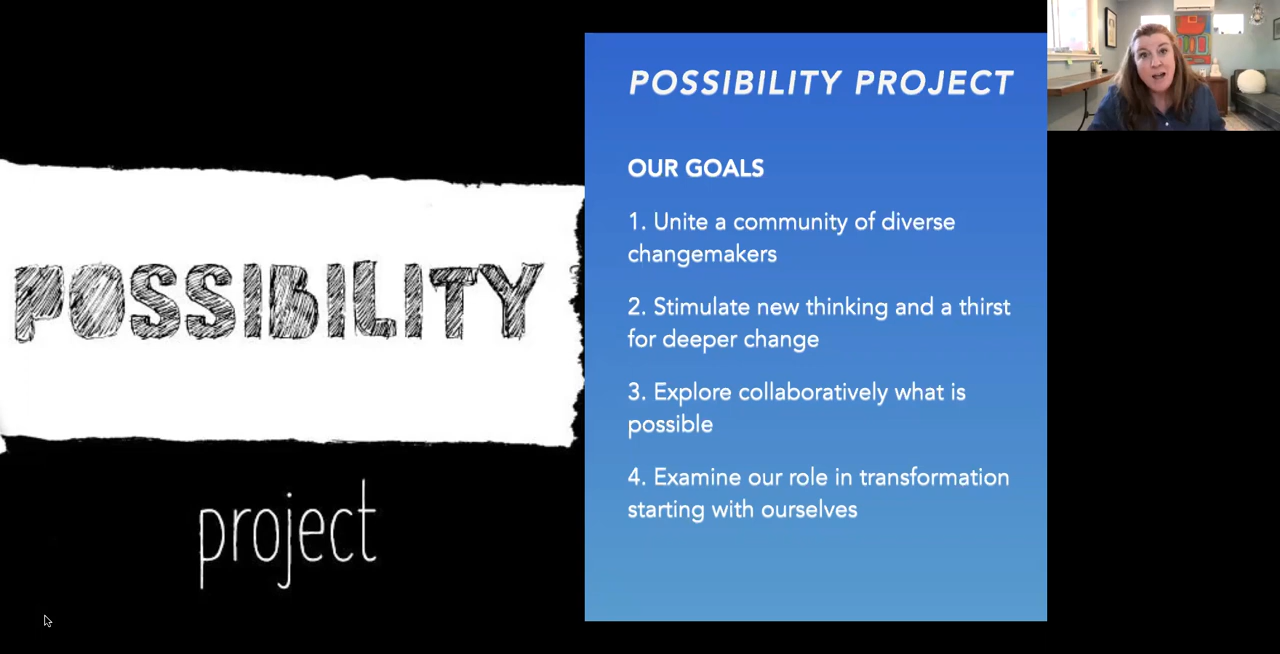 POSSIBILITY
project
POSSIBILITY PROJECT
OUR GOALS
1. Unite a community of diverse
changemakers
2. Stimulate new thinking and a thirst
for deeper change
3. Explore collaboratively what is
possible
4. Examine our role in transformation
starting with ourselves